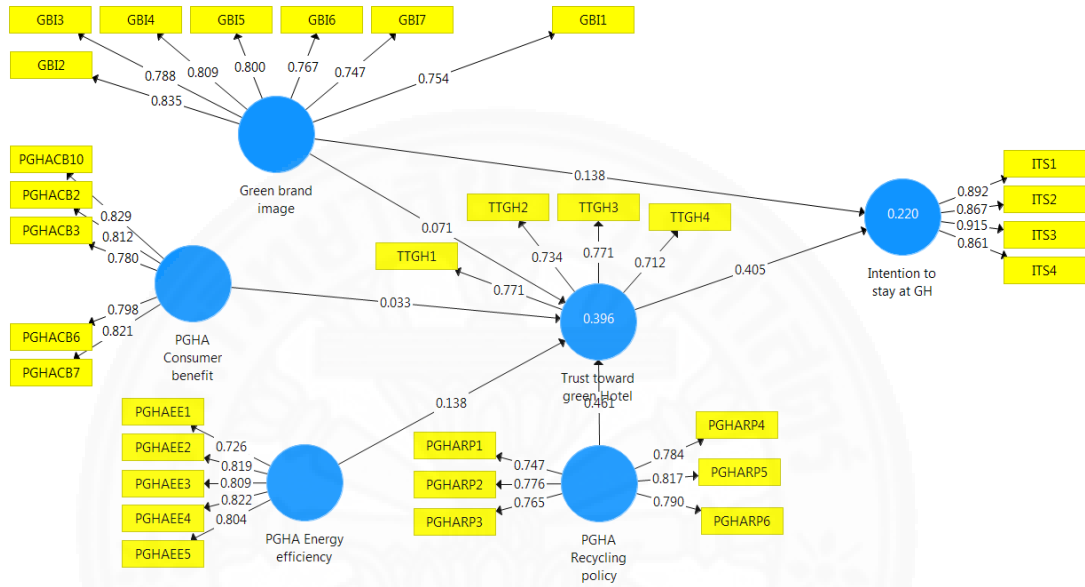 GBI3
GBI4
GBI5
GBI6
GBI7
GBI1
GBI2
0.788
0.809
0.800
0.767
0.747
0.754
0.835
Green brand
image
0.138
0.071
PGHACB10
PGHACB2
PGHACB3
0.829
0.812
0.780
0.798
0.821
PGHACB6
PGHACB7
PGHA
Consumer
benefit
0.033
TTGH1
TTGH2
TTGH3
TTGH4
0.771
0.734
0.771
0.712
0.396
Trust toward
green Hotel
0.405
0.220
Intention to
stay at GH
0.892
0.867
0.915
0.861
ITS1
ITS2
ITS3
ITS4
0.138
0.461
PGHAEE1
PGHAEE2
PGHAEE3
PGHAEE4
PGHAEE5
0.726
0.819
0.809
0.822
0.804
PGHA Energy
efficiency
PGHARP1
PGHARP2
PGHARP3
0.747
0.776
0.765
PGHA
Recycling
policy
0.784
0.817
0.790
PGHARP4
PGHARP5
PGHARP6